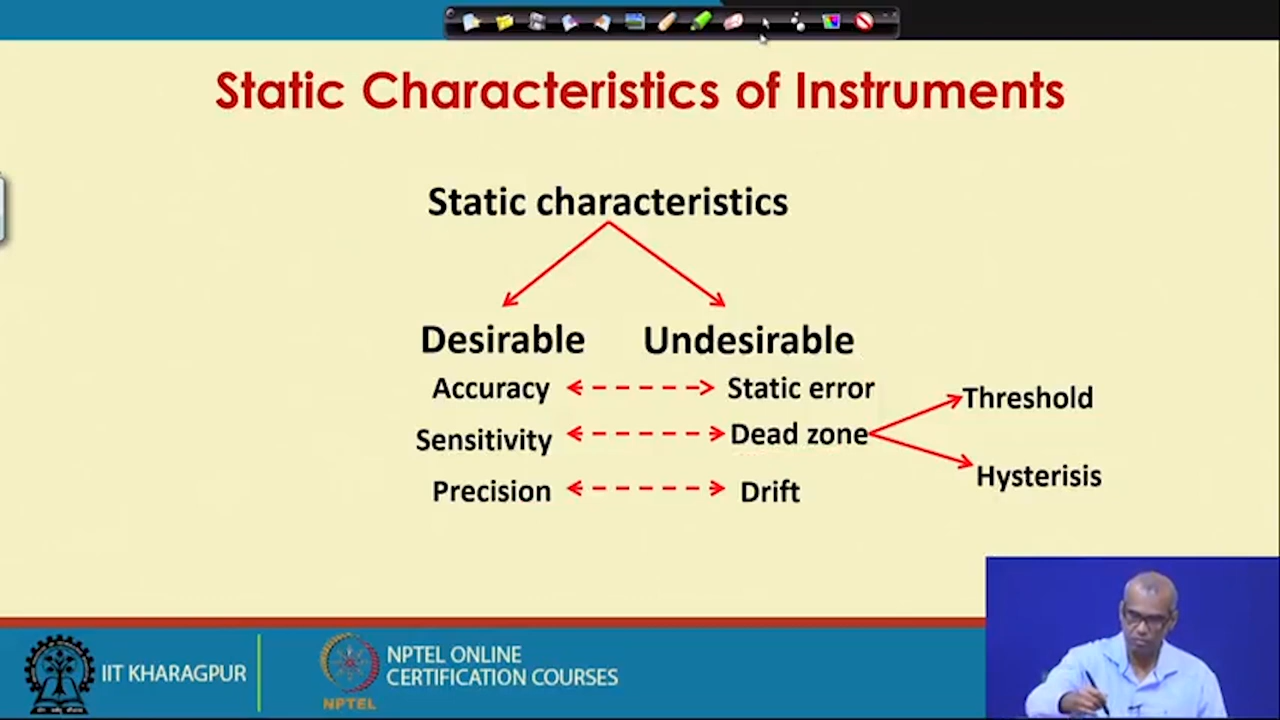 Static Characteristics of Instruments
Static characteristics
Desirable Undesirable
Accuracy Static error
Threshold
Sensitivity Dead zone
Hysterisis
Precision Drift
IIT KHARAGPUR
NPTEL ONLINE
CERTIFICATION COURSES
NPTEL